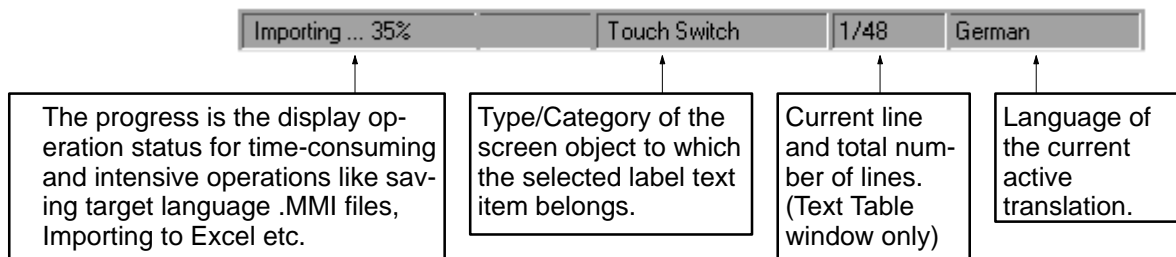 Importing ... 35% Touch Switch 1/48 German
The progress is the display op-
eration status for time-consuming
and intensive operations like sav-
ing target language .MMI files,
Importing to Excel etc.
Type/Category of the
screen object to which
the selected label text
item belongs.
Current line
and total num-
ber of lines.
(Text Table
window only)
Language of
the current
active
translation.